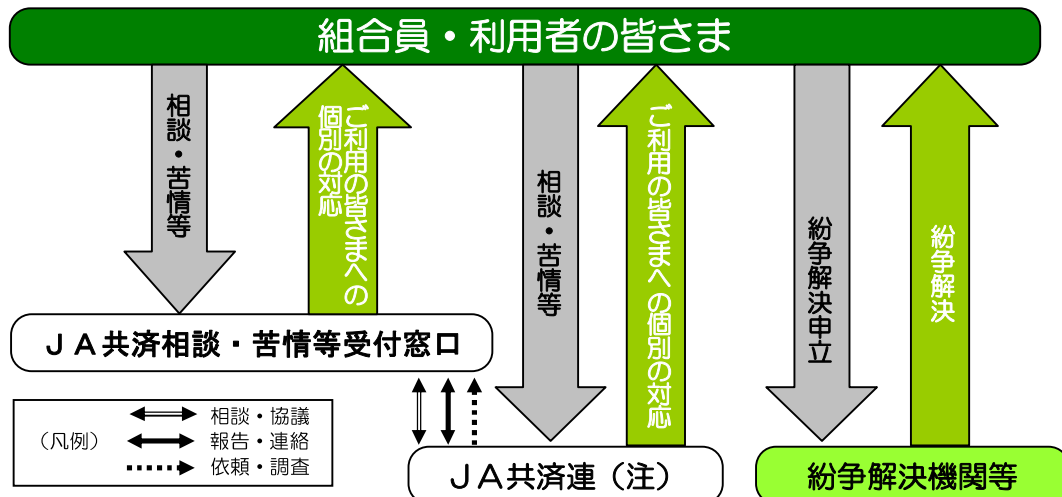 組合員・利用者の皆さま
相談・苦情等
ご利用の皆さまへの
個別の対応
相談・苦情等
ご利用の皆さまへの個別の対応
紛争解決申立
紛争解決
JA共済相談・苦情等受付窓口
(凡例)
相談・協議
報告・連絡
依頼・調査
JA共済連(注)
紛争解決機関等